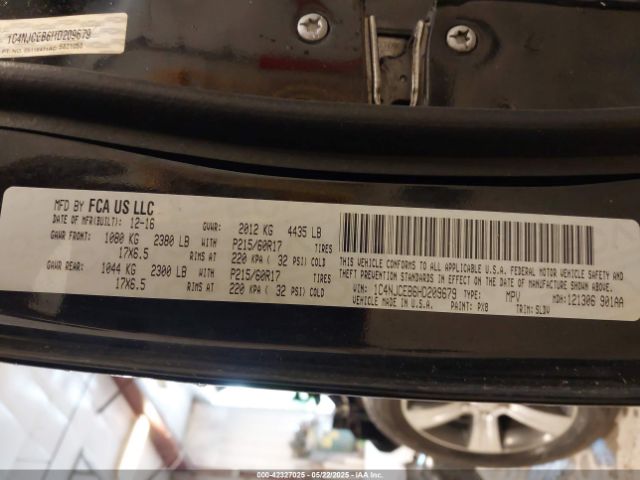 1C4NJCEB6HD209679
MFD BY FCA US LLC
DATE OF MFR(BUILT): 12-16 GVWR: 2012 KG 4435 LB
GAWR FRONT: 1080 KG 2380 LB WITH P215/60R17 TIRES
17X6.5 RIMS AT 220 KPA ( 32 PSI) COLD
GAWR REAR: 1044 KG 2300 LB WITH P215/60R17 TIRES
17X6.5 RIMS AT 220 KPA ( 32 PSI) COLD
THIS VEHICLE CONFORMS TO ALL APPLICABLE U.S.A. FEDERAL MOTOR VEHICLE SAFETY AND
THEFT PREVENTION STANDARDS IN EFFECT ON THE DATE OF MANUFACTURE SHOWN ABOVE.
VIN: 1C4NJCEB6HD209679 TYPE: MPV MDH: 121306 901AA
VEHICLE MADE IN U.S.A. PAINT: PX8 TRIM: SLDV
000-42327025 - 05/22/2025 - IAA